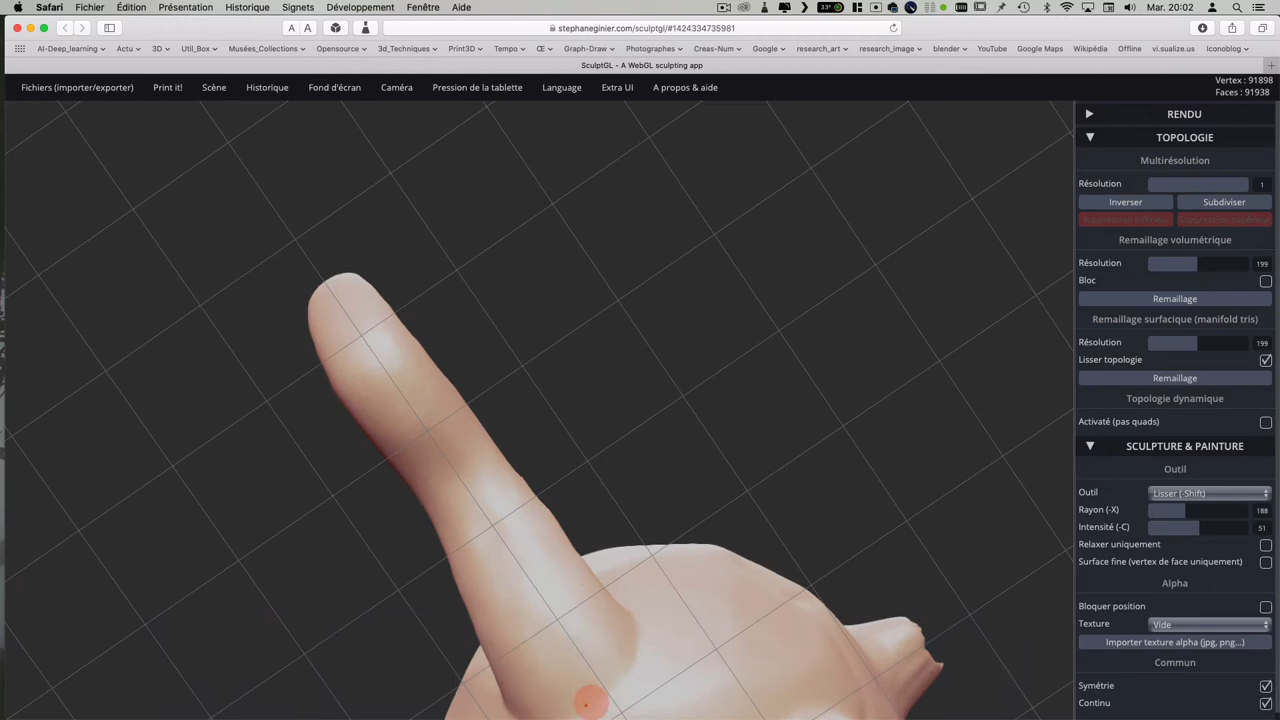 Safari Fichier Édition Présentation Historique Signets Développement Fenêtre Aide 33° Mar. 20:02
A A stephaneginier.com/sculptgl/#1424334735981
AI-Deep_learning Actu 3D Util_Box Musées_Collections Opensource 3d_Techniques Print3D Tempo Œ Graph-Draw Photographes Creas-Num Google research_art research_image blender YouTube Google Maps Wikipédia Offline vi.sualize.us Iconoblog
SculptGL - A WebGL sculpting app
Fichiers (importer/exporter) Print it! Scène Historique Fond d'écran Caméra Pression de la tablette Language Extra UI A propos & aide
Vertex : 91898
Faces : 91938
RENDU
TOPOLOGIE
Multirésolution
Résolution 1
Inverser Subdiviser
Remaillage volumétrique
Résolution 199
Bloc
Remaillage
Remaillage surfacique (manifold tris)
Résolution 199
Lisser topologie
Remaillage
Topologie dynamique
Activaté (pas quads)
SCULPTURE & PAINTURE
Outil
Outil Lisser (-Shift)
Rayon (-X) 188
Intensité (-C) 51
Relaxer uniquement
Surface fine (vertex de face uniquement)
Alpha
Bloquer position
Texture Vide
Importer texture alpha (jpg, png...)
Commun
Symétrie
Continu